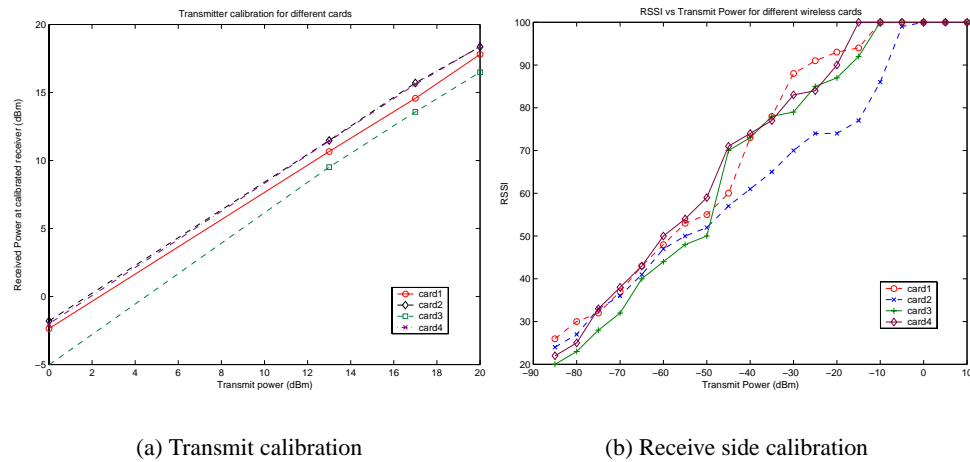 Transmitter calibration for different cards
Received Power at calibrated receiver (dBm)
20
15
10
5
0
−5
0
2
4
6
8
10
12
14
16
18
20
Transmit power (dBm)
card1
card2
card3
card4
(a) Transmit calibration
RSSI vs Transmit Power for different wireless cards
RSSI
100
90
80
70
60
50
40
30
20
−90
−80
−70
−60
−50
−40
−30
−20
−10
0
10
Transmit Power (dBm)
card1
card2
card3
card4
(b) Receive side calibration